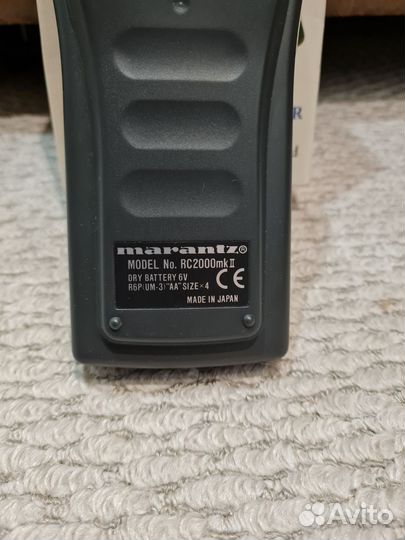 marantz®
MODEL No. RC2000mkII
DRY BATTERY 6V
R6P(UM-3)"AA"SIZE×4
CE
MADE IN JAPAN
R
Avito